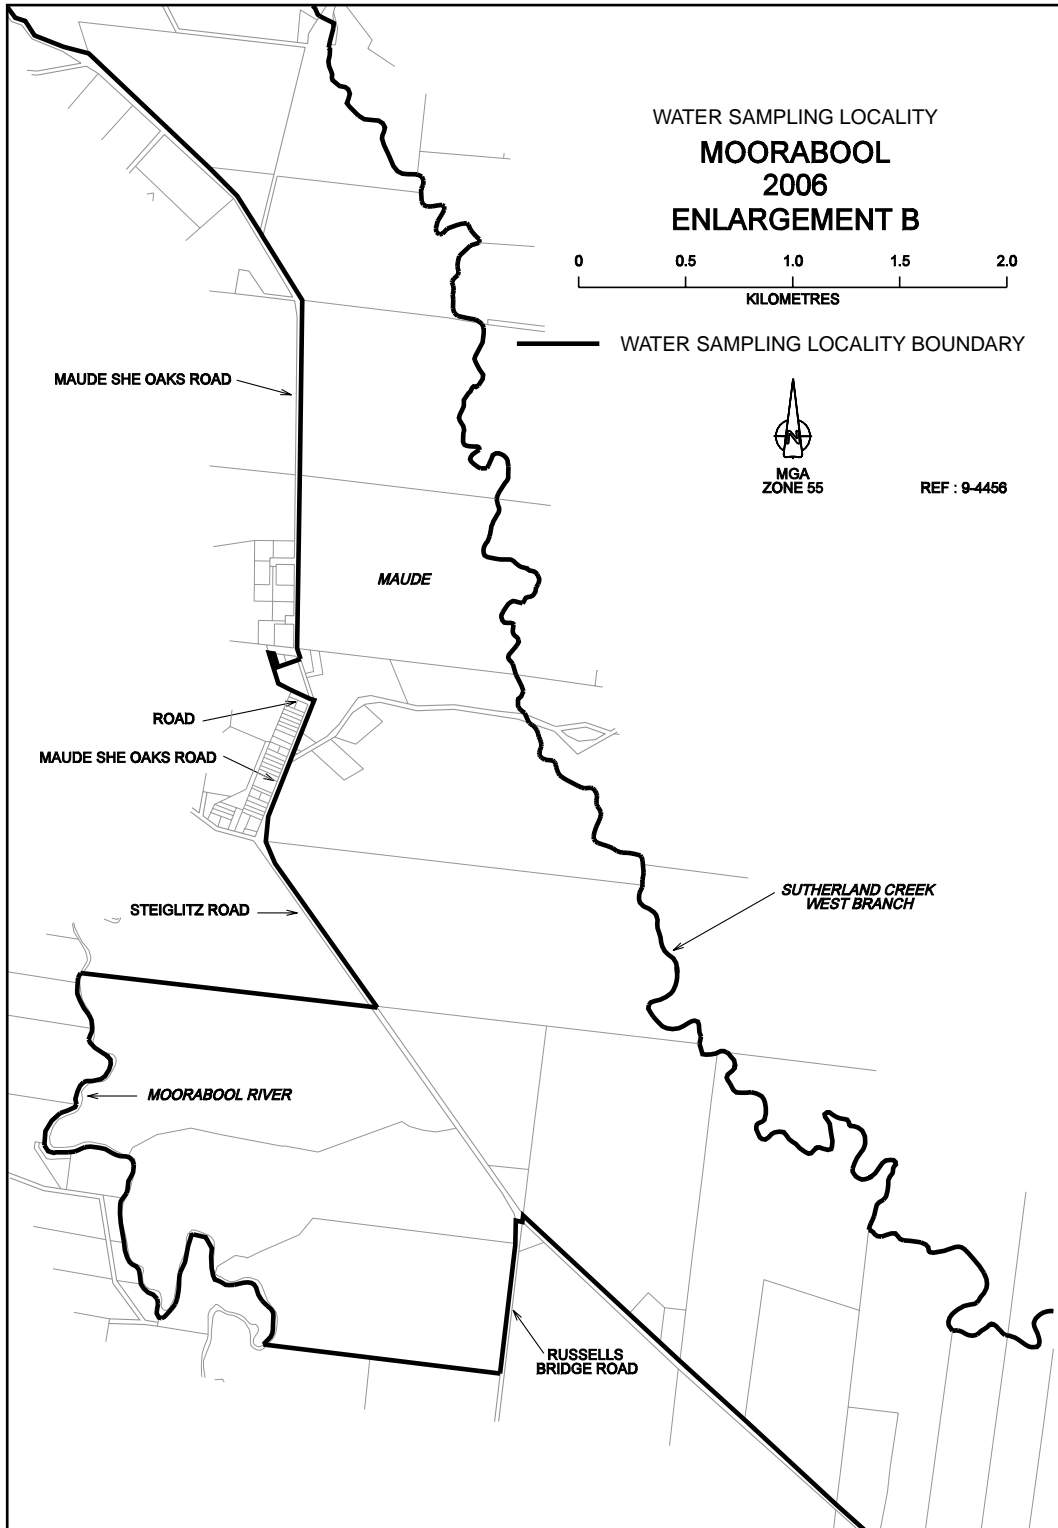 WATER SAMPLING LOCALITY
MOORABOOL
2006
ENLARGEMENT B
0 0.5 1.0 1.5 2.0
KILOMETRES
WATER SAMPLING LOCALITY BOUNDARY
MAUDE SHE OAKS ROAD
N
MGA
ZONE 55
REF : 9-4456
MAUDE
ROAD
MAUDE SHE OAKS ROAD
SUTHERLAND CREEK
WEST BRANCH
STEIGLITZ ROAD
MOORABOOL RIVER
RUSSELLS
BRIDGE ROAD